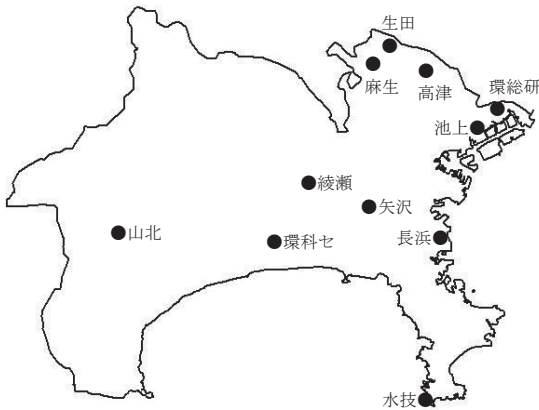 生田
麻生
高津
環総研
池上
綾瀬
矢沢
山北
環科セ
長浜
水技